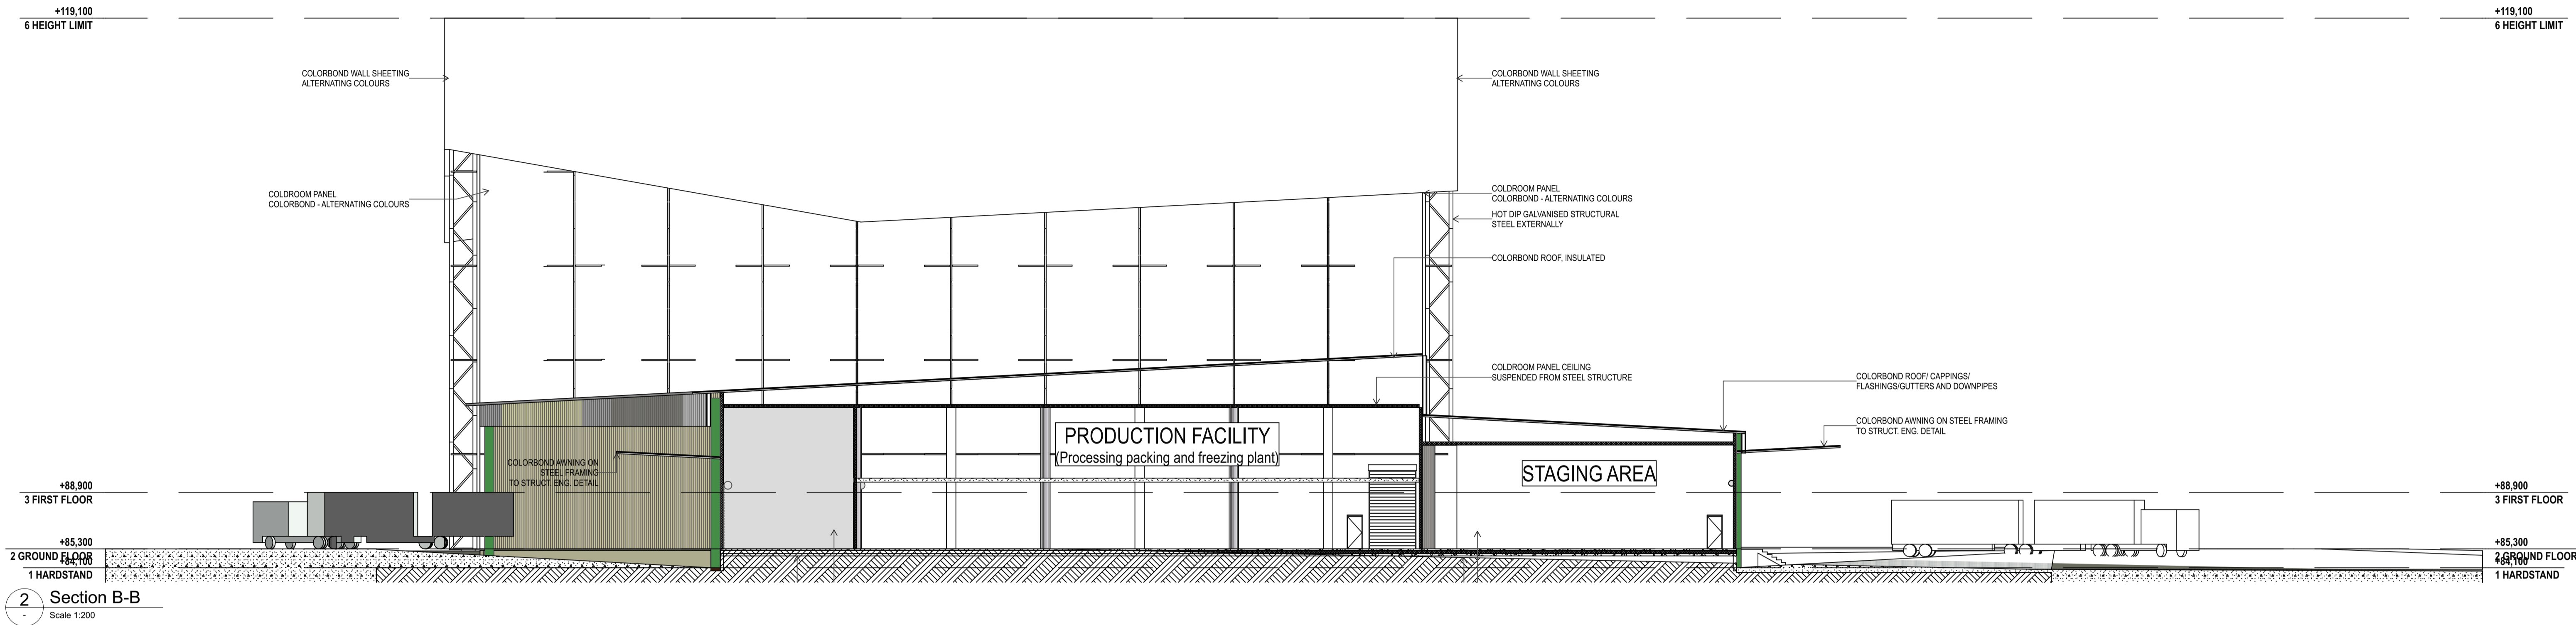 +119,100
6 HEIGHT LIMIT
+119,100
6 HEIGHT LIMIT
COLORBOND WALL SHEETING
ALTERNATING COLOURS
COLORBOND WALL SHEETING
ALTERNATING COLOURS
COLDROOM PANEL
COLORBOND - ALTERNATING COLOURS
COLDROOM PANEL
COLORBOND - ALTERNATING COLOURS
HOT DIP GALVANISED STRUCTURAL
STEEL EXTERNALLY
COLORBOND ROOF, INSULATED
COLDROOM PANEL CEILING
SUSPENDED FROM STEEL STRUCTURE
COLORBOND ROOF/ CAPPINGS/
FLASHINGS/GUTTERS AND DOWNPIPES
COLORBOND AWNING ON STEEL FRAMING
TO STRUCT. ENG. DETAIL
PRODUCTION FACILITY
(Processing packing and freezing plant)
COLORBOND AWNING ON
STEEL FRAMING
TO STRUCT. ENG. DETAIL
STAGING AREA
+88,900
3 FIRST FLOOR
+88,900
3 FIRST FLOOR
+85,300
2 GROUND FLOOR
+84,100
1 HARDSTAND
+85,300
2 GROUND FLOOR
+84,100
1 HARDSTAND
2
-
Section B-B
Scale 1:200